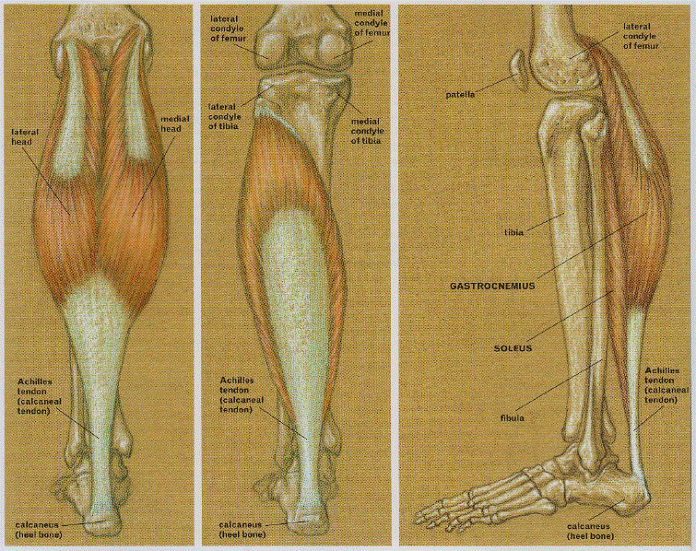 lateral
head
medial
head
Achilles
tendon
(calcaneal
tendon)
calcaneus
(heel bone)
lateral
condyle
of femur
medial
condyle
of femur
lateral
condyle
of tibia
medial
condyle
of tibia
Achilles
tendon
(calcaneal
tendon)
calcaneus
(heel bone)
lateral
condyle
of femur
patella
tibia
GASTROCNEMIUS
SOLEUS
Achilles
tendon
(calcaneal
tendon)
fibula
calcaneus
(heel bone)